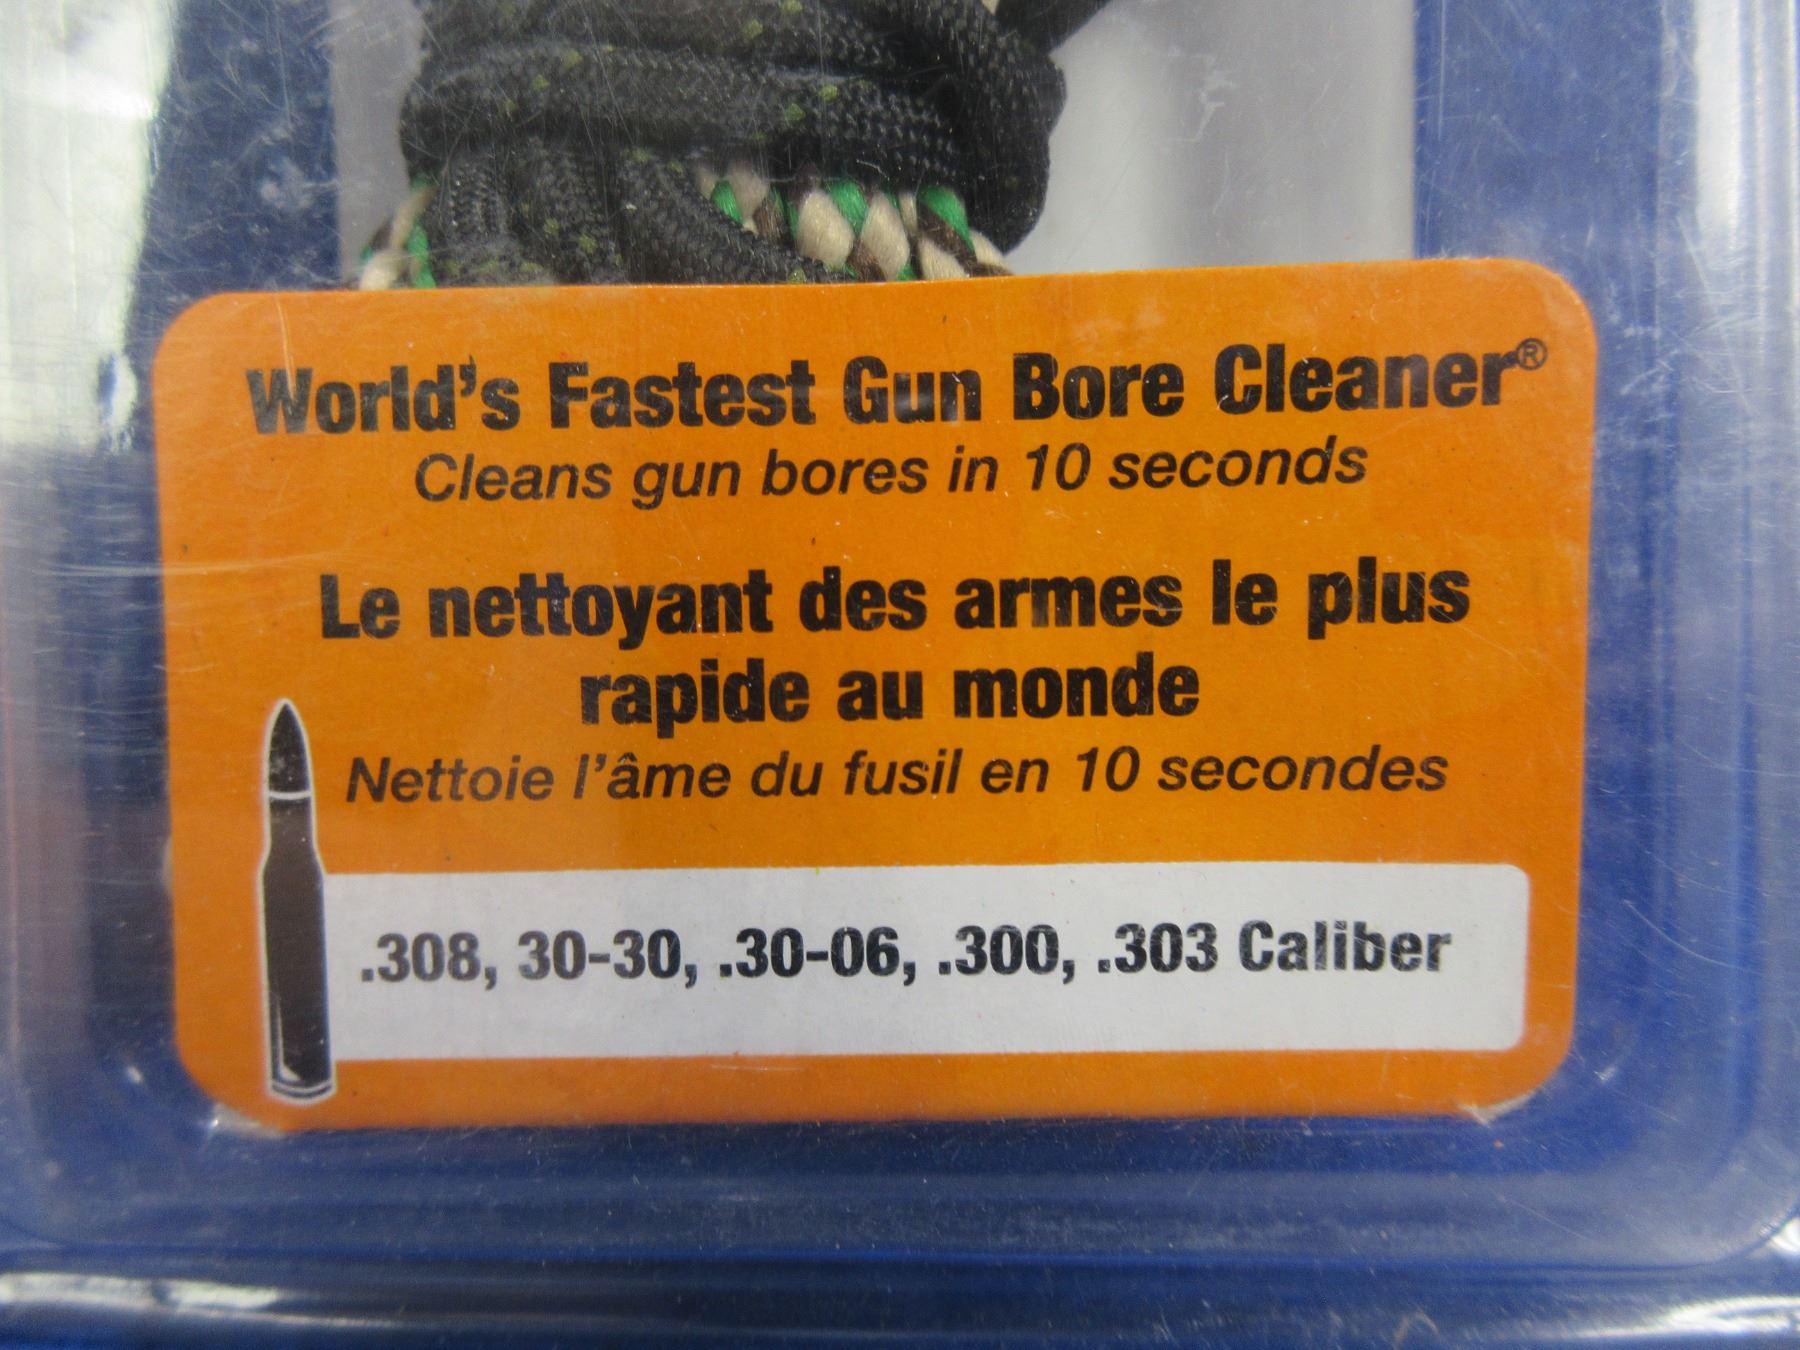 World's Fastest Gun Bore Cleaner®
Cleans gun bores in 10 seconds
Le nettoyant des armes le plus
rapide au monde
Nettoie l'âme du fusil en 10 secondes
.308, 30-30, .30-06, .300, .303 Caliber